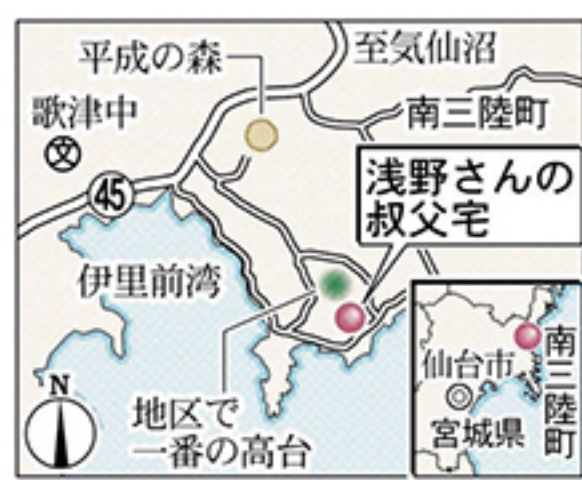 平成の森
至気仙沼
歌津中
文
南三陸町
45
浅野さんの
叔父宅
伊里前湾
N
地区で
一番の高台
仙台市
宮城県
南三陸町